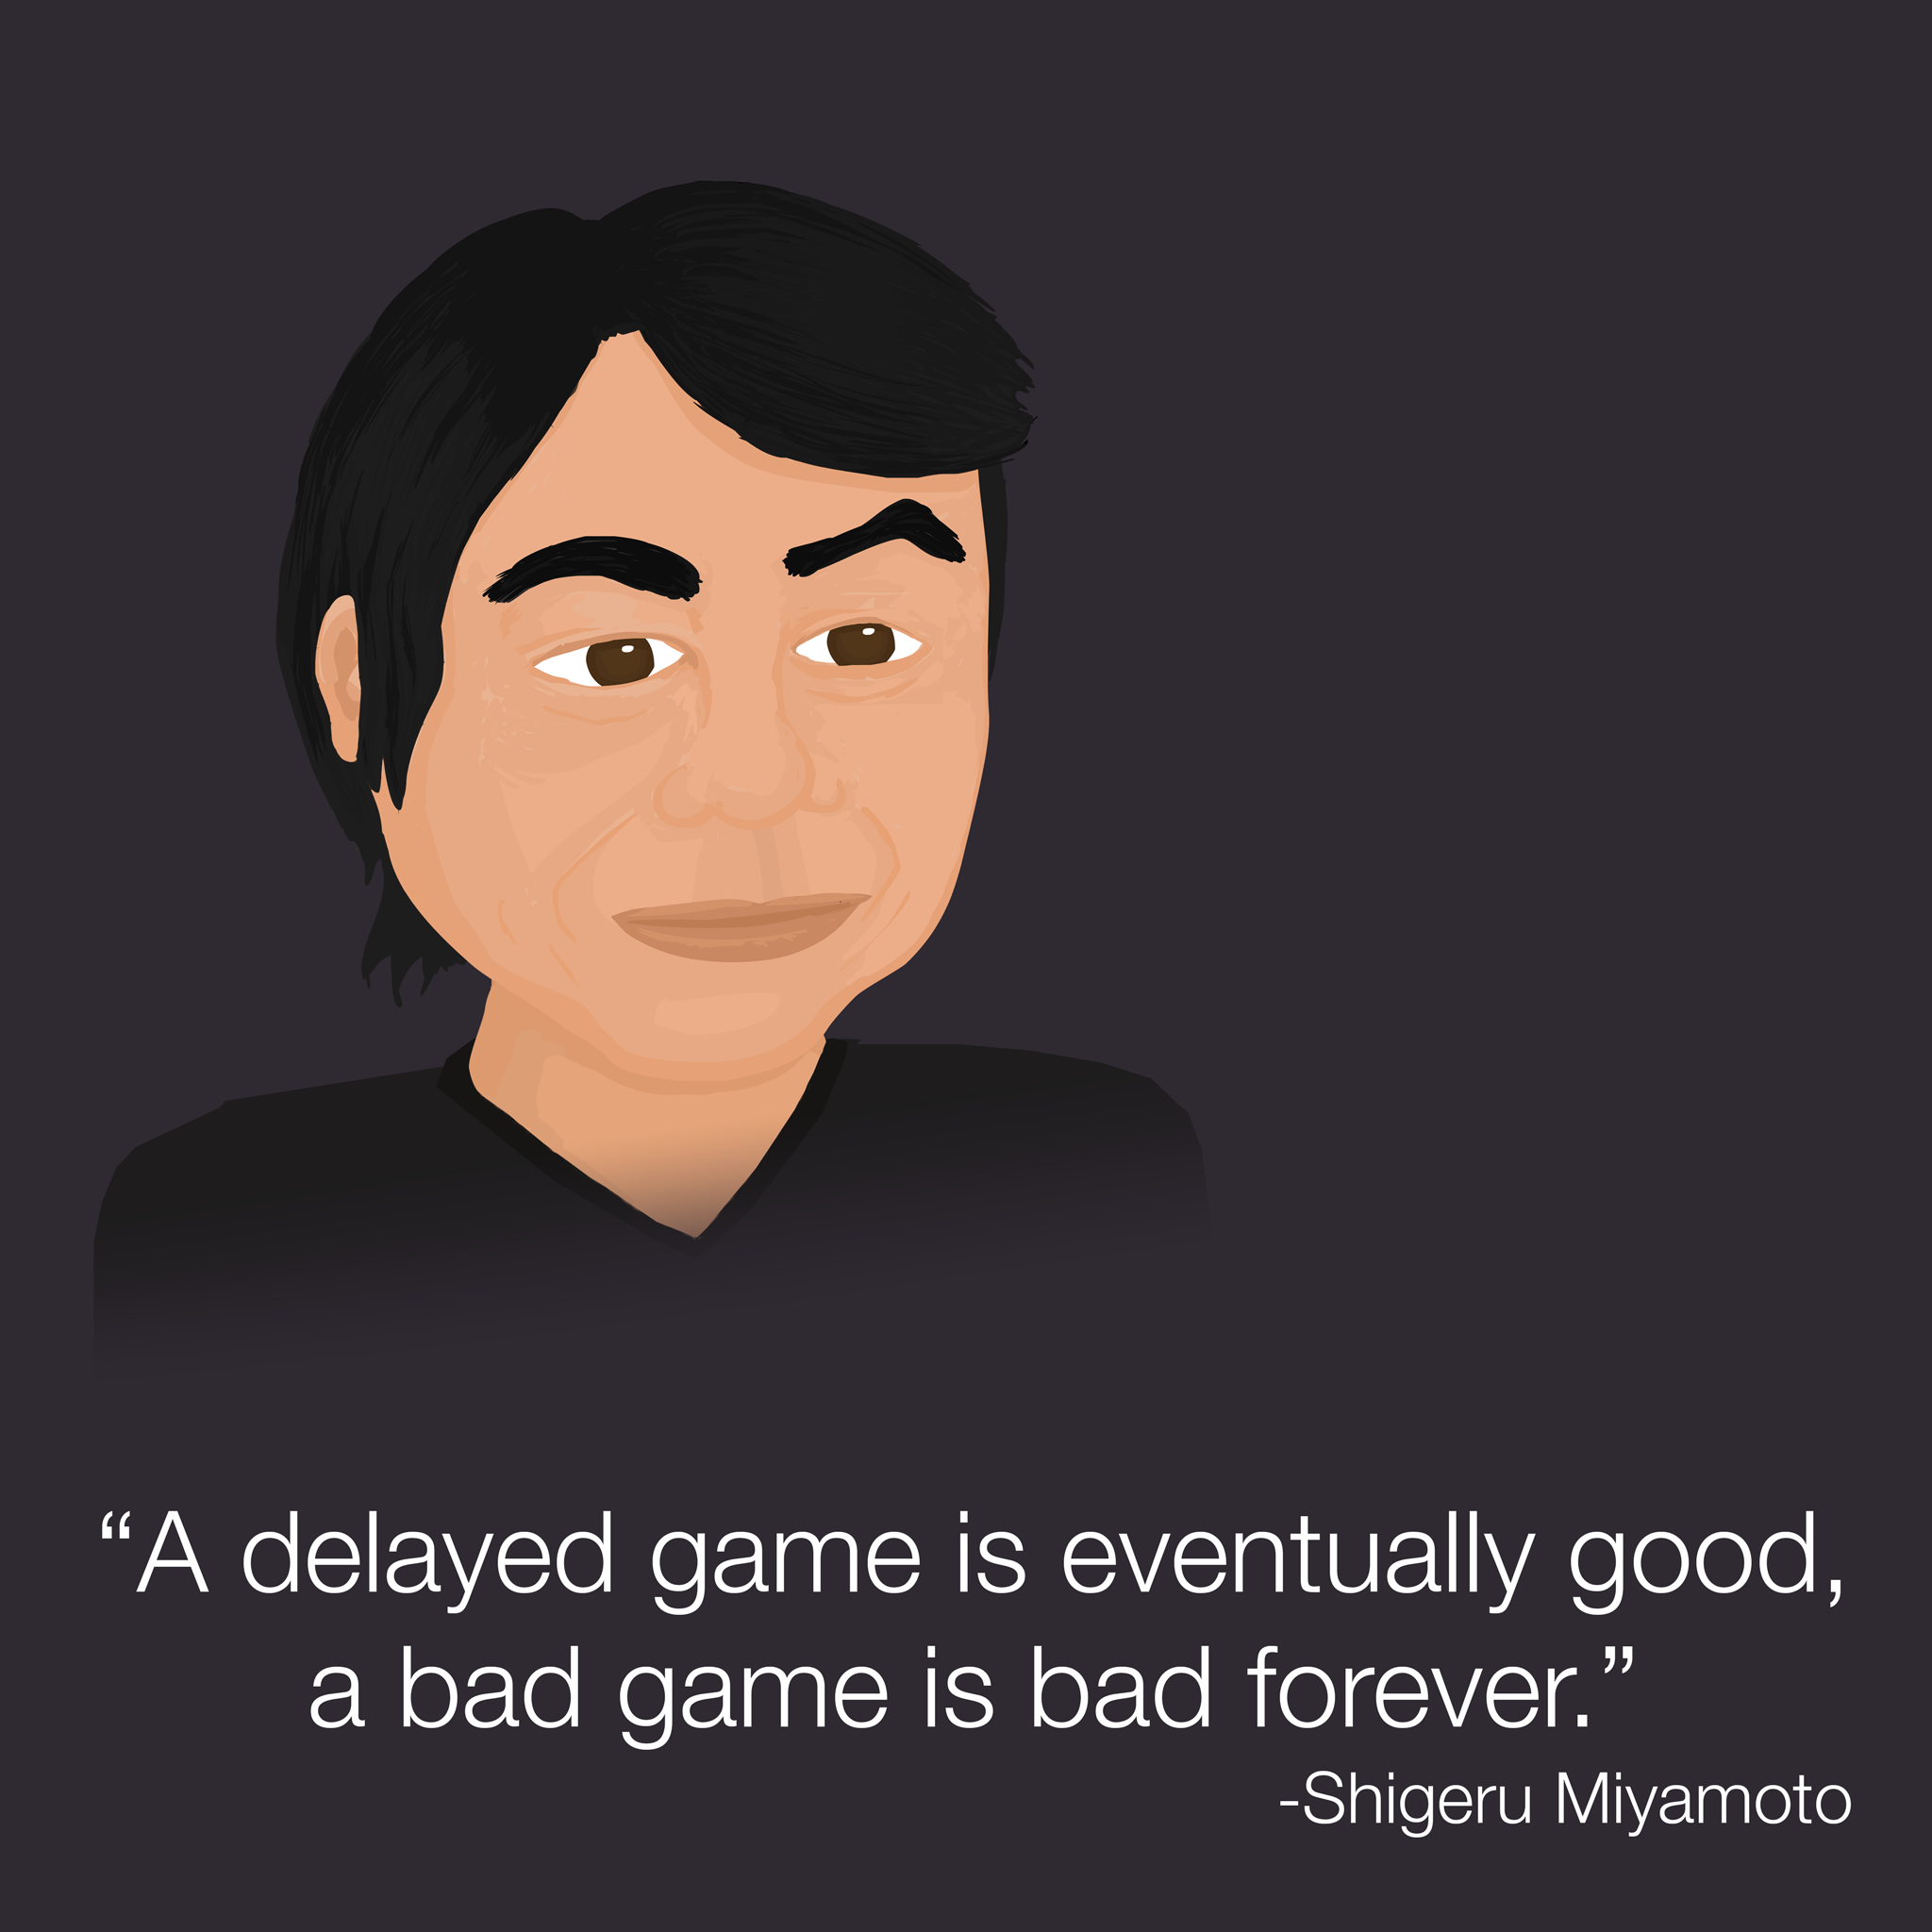 “A delayed game is eventually good,
a bad game is bad forever.”
-Shigeru Miyamoto